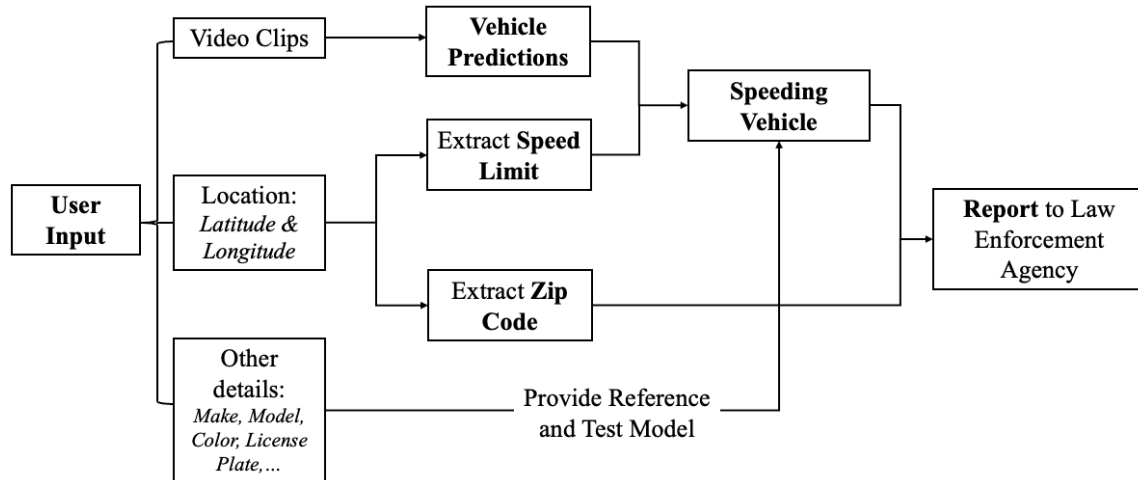 Video Clips
Vehicle
Predictions
Speeding
Vehicle
Extract Speed
Limit
User
Input
Location:
Latitude &
Longitude
Report to Law
Enforcement
Agency
Extract Zip
Code
Other
details:
Make, Model,
Color, License
Plate,...
Provide Reference
and Test Model